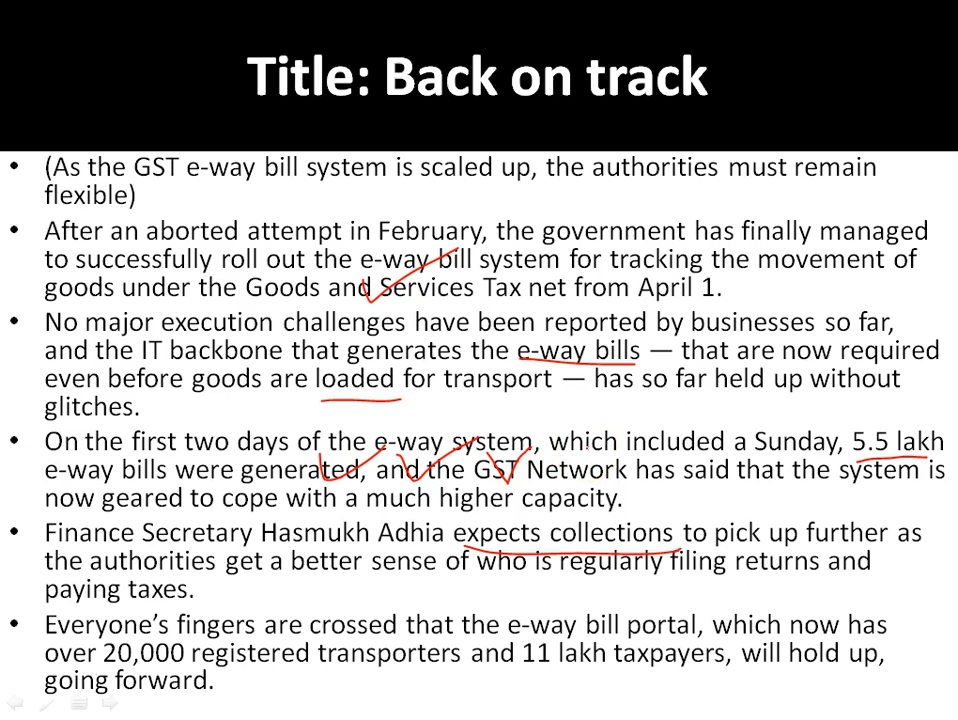 Title: Back on track
• (As the GST e-way bill system is scaled up, the authorities must remain
flexible)
• After an aborted attempt in February, the government has finally managed
to successfully roll out the e-way bill system for tracking the movement of
goods under the Goods and Services Tax net from April 1.
• No major execution challenges have been reported by businesses so far,
and the IT backbone that generates the e-way bills — that are now required
even before goods are loaded for transport — has so far held up without
glitches.
• On the first two days of the e-way system, which included a Sunday, 5.5 lakh
e-way bills were generated, and the GST Network has said that the system is
now geared to cope with a much higher capacity.
• Finance Secretary Hasmukh Adhia expects collections to pick up further as
the authorities get a better sense of who is regularly filing returns and
paying taxes.
• Everyone’s fingers are crossed that the e-way bill portal, which now has
over 20,000 registered transporters and 11 lakh taxpayers, will hold up,
going forward.